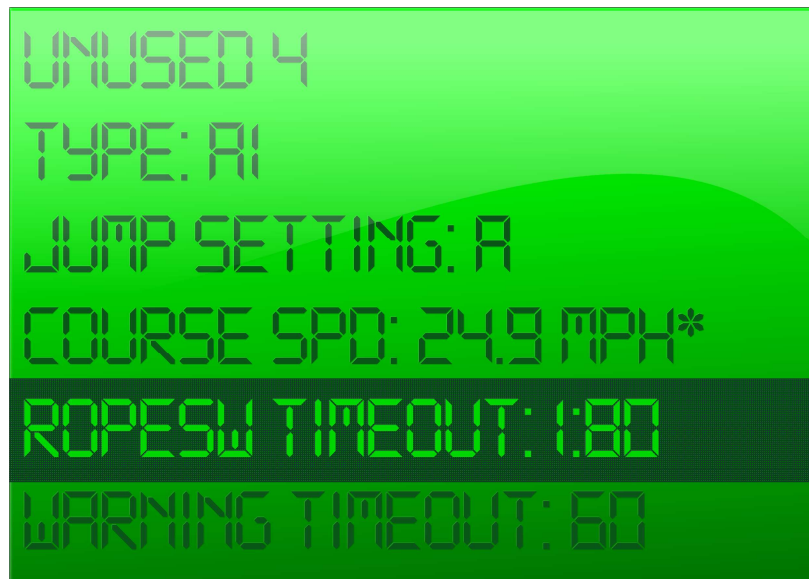 UNUSED 4
TYPE: A1
JUMP SETTING: A
COURSE SPD: 24.9 MPH*
ROPESW TIMEOUT: 1:80
WARNING TIMEOUT: 60